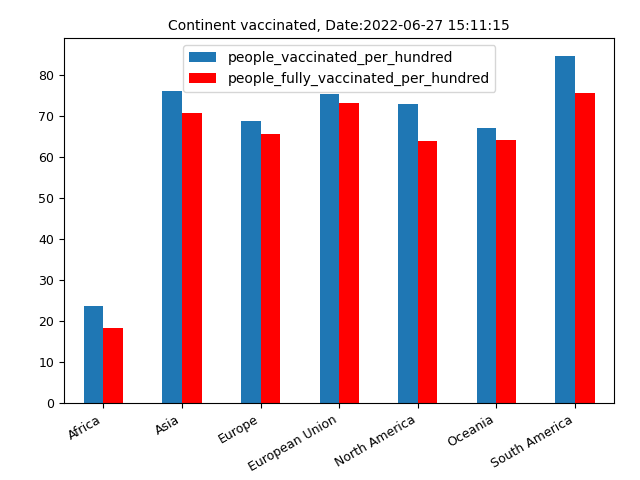 Continent vaccinated, Date:2022-06-27 15:11:15
people_vaccinated_per_hundred
people_fully_vaccinated_per_hundred
80
70
60
50
40
30
20
10
0
Africa
Asia
Europe
European Union
North America
Oceania
South America